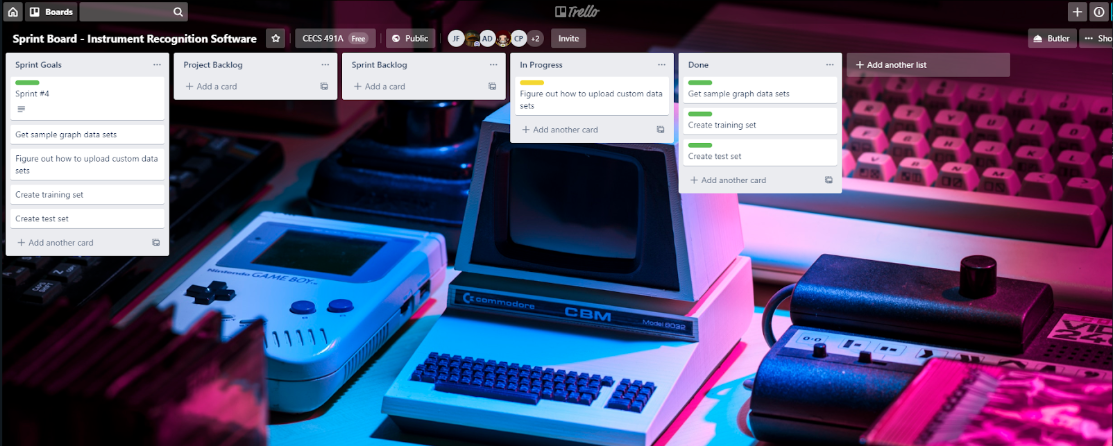 Boards
Trello
Sprint Board - Instrument Recognition Software
CECS 491A Free
Public
JF
AD
CP
+2
Invite
Butler
Sho
Sprint Goals
Sprint #4
Get sample graph data sets
Figure out how to upload custom data
sets
Create training set
Create test set
+ Add another card
Project Backlog
+ Add a card
Sprint Backlog
+ Add a card
In Progress
Figure out how to upload custom data
sets
+ Add another card
Done
Get sample graph data sets
Create training set
Create test set
+ Add another card
+ Add another list
Nintendo GAME BOY
commodore
CBM
Model 8032